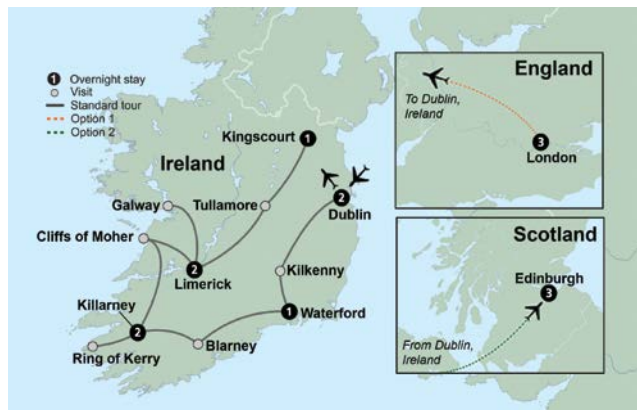 1 Overnight stay
Visit
Standard tour
Option 1
Option 2
Ireland
Kingscourt 1
Galway
Tullamore
2
Dublin
Cliffs of Moher
2
Limerick
Kilkenny
Killarney
2
1 Waterford
Ring of Kerry
Blarney
England
To Dublin,
Ireland
3
London
Scotland
Edinburgh
3
From Dublin,
Ireland